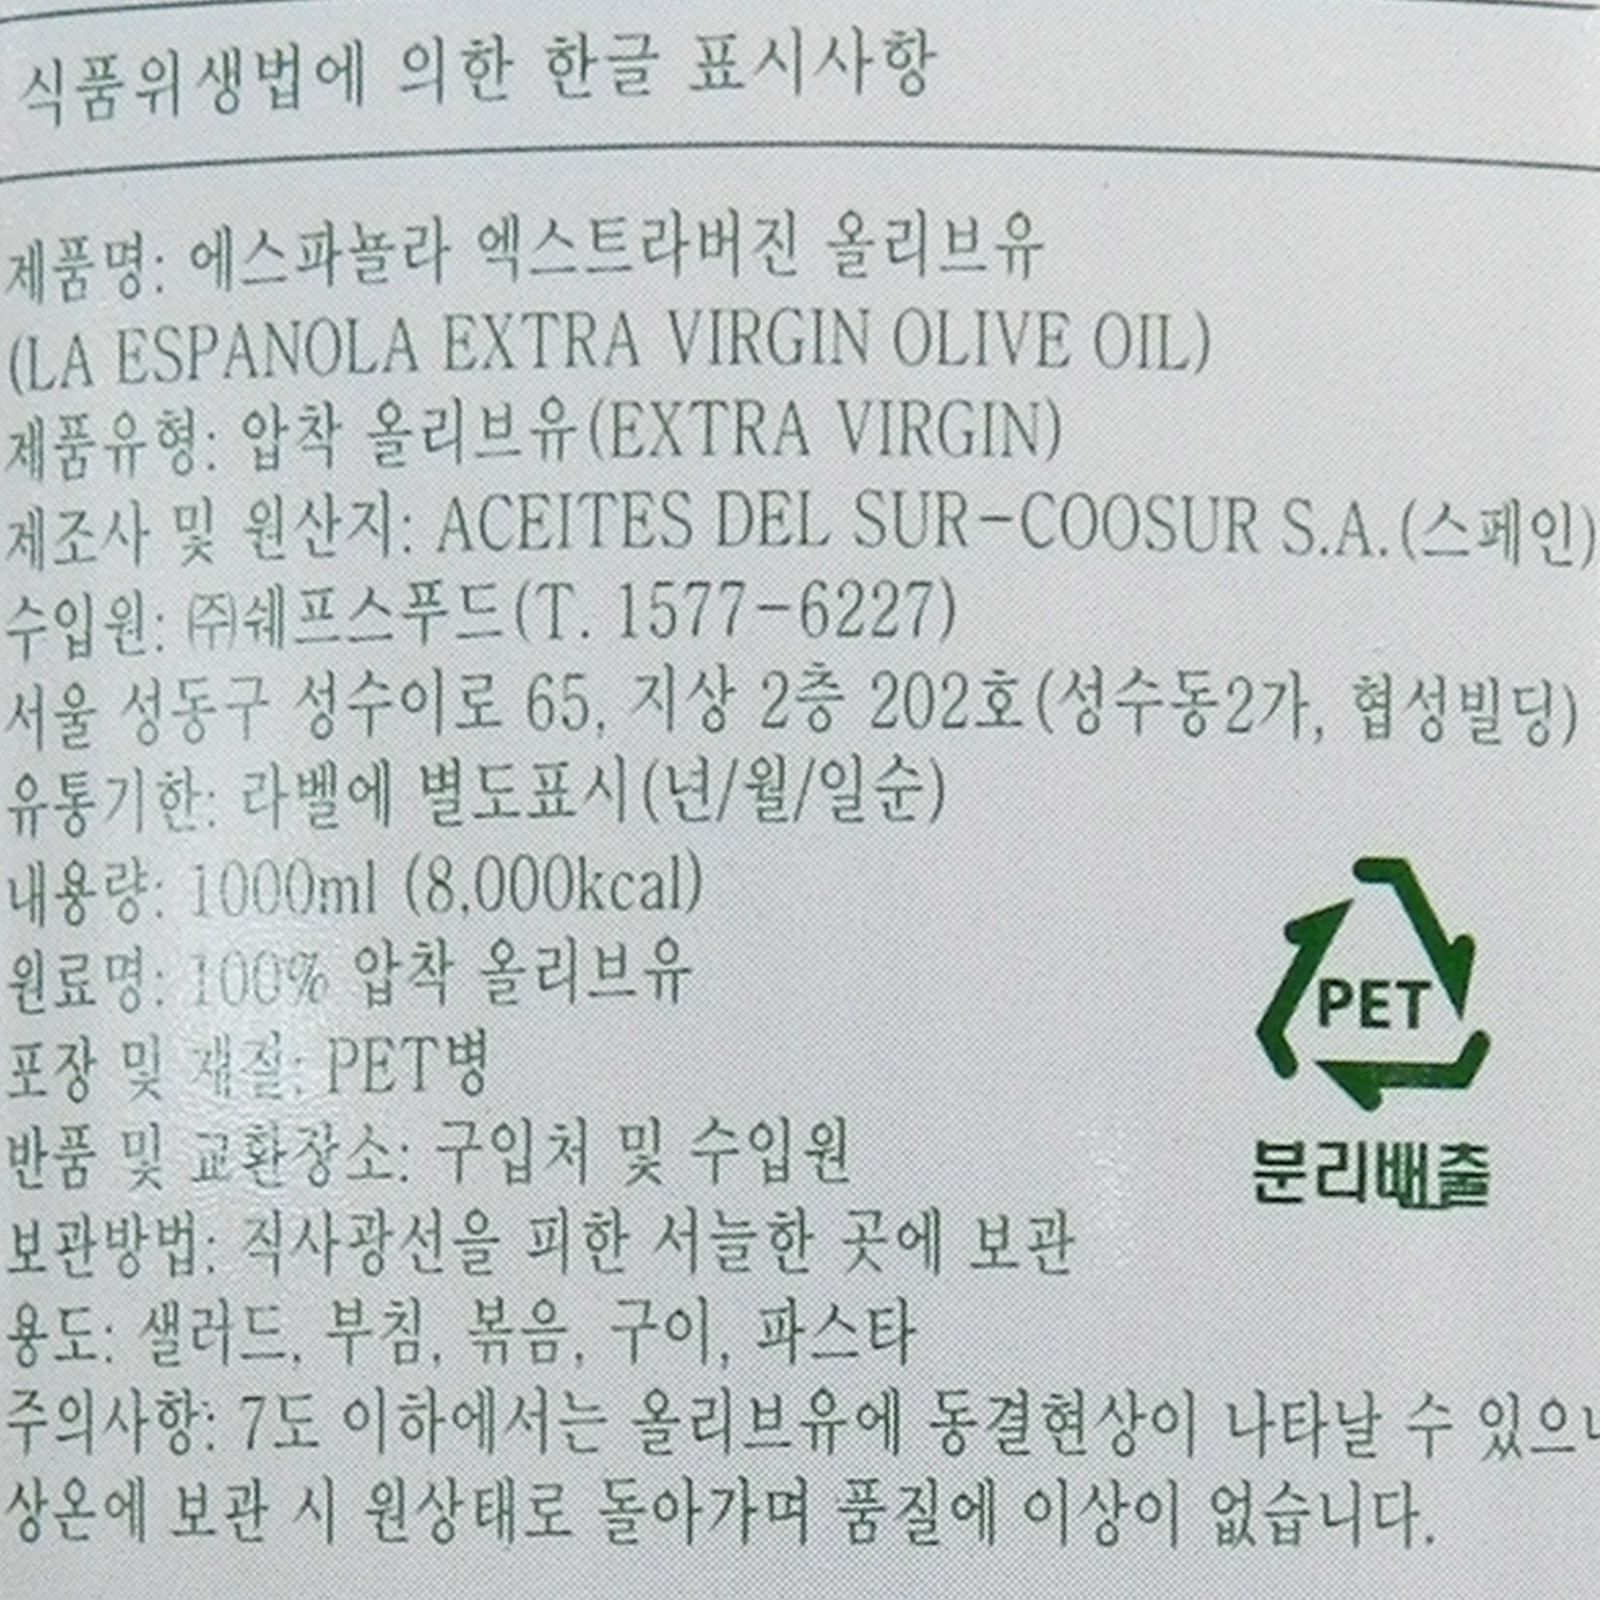 식품위생법에 의한 한글 표시사항
제품명: 에스파뇰라 엑스트라버진 올리브유
(LA ESPANOLA EXTRA VIRGIN OLIVE OIL)
제품유형: 압착 올리브유(EXTRA VIRGIN)
제조사 및 원산지: ACEITES DEL SUR-COOSUR S.A.(스페인)
수입원: ㈜쉐프스푸드(T. 1577-6227)
서울 성동구 성수이로 65, 지상 2층 202호(성수동2가, 협성빌딩)
유통기한: 라벨에 별도표시(년/월/일순)
내용량: 1000ml (8,000kcal)
원료명: 100% 압착 올리브유
포장 및 재질: PET병
반품 및 교환장소: 구입처 및 수입원
보관방법: 직사광선을 피한 서늘한 곳에 보관
용도: 샐러드, 부침, 볶음, 구이, 파스타
주의사항: 7도 이하에서는 올리브유에 동결현상이 나타날 수 있으나
상온에 보관 시 원상태로 돌아가며 품질에 이상이 없습니다.
PET
분리배출